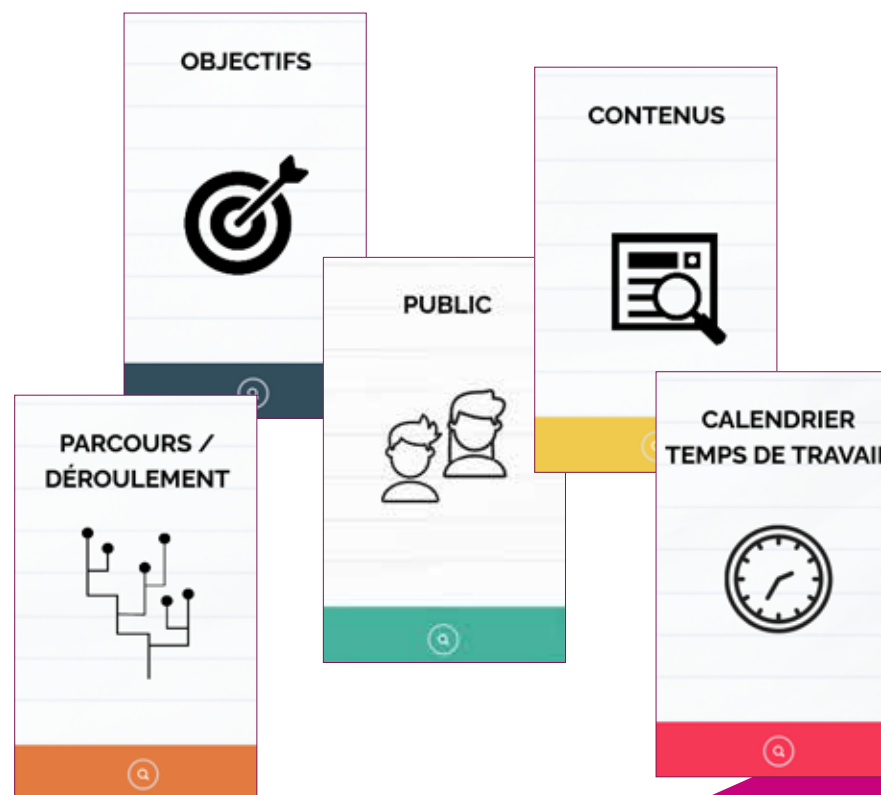 OBJECTIFS
CONTENUS
PUBLIC
PARCOURS /
DÉROULEMENT
CALENDRIER
TEMPS DE TRAVAI